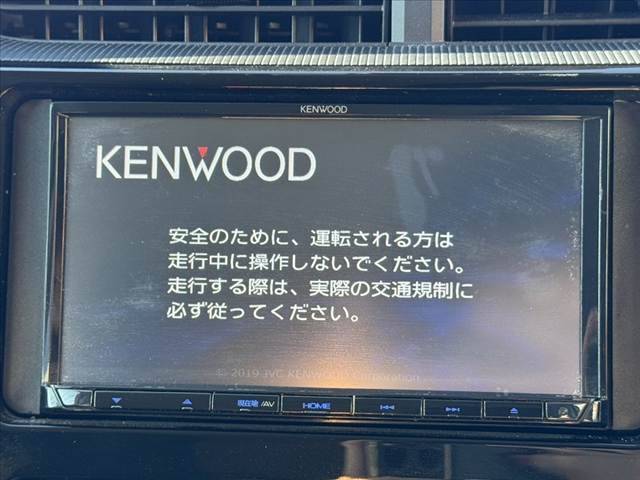 KENWOOD
KENWOOD
安全のために、運転される方は
走行中に操作しないでください。
走行する際は、実際の交通規制に
必ず従ってください。
© 2019 JVC KENWOOD Corporation
現在地/AV
HOME